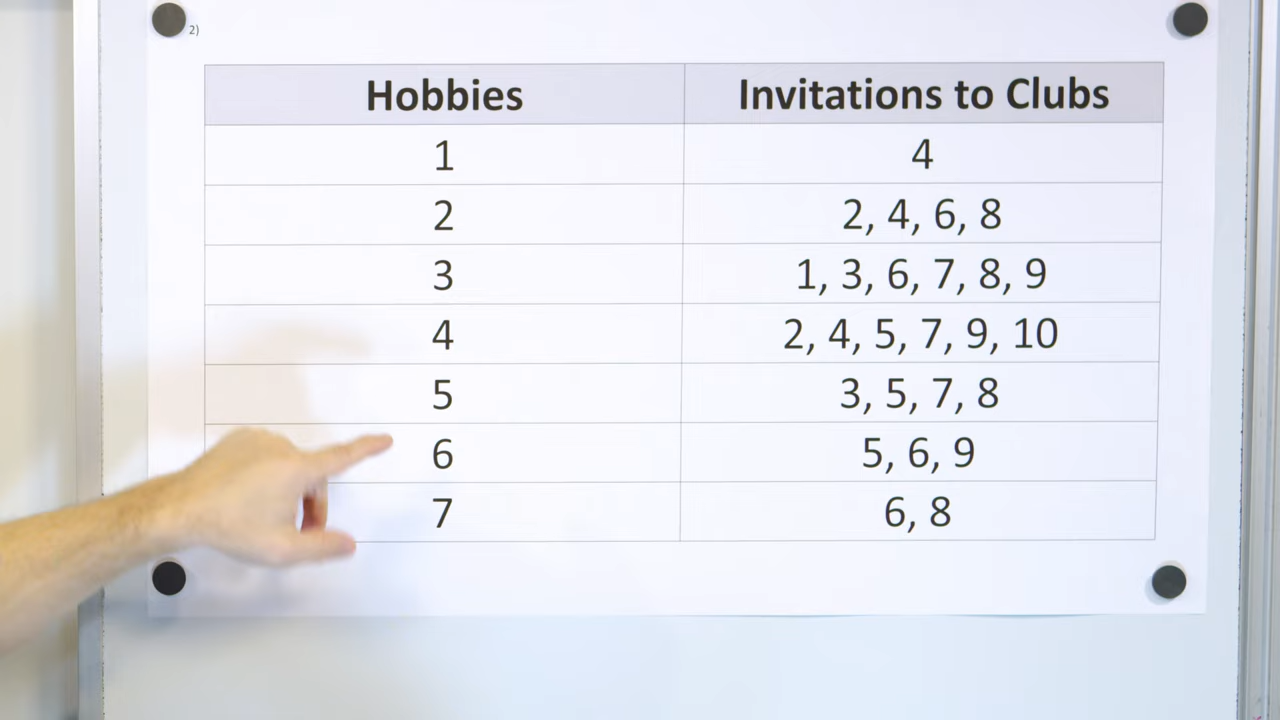 2)
Hobbies Invitations to Clubs
1 4
2 2, 4, 6, 8
3 1, 3, 6, 7, 8, 9
4 2, 4, 5, 7, 9, 10
5 3, 5, 7, 8
6 5, 6, 9
7 6, 8